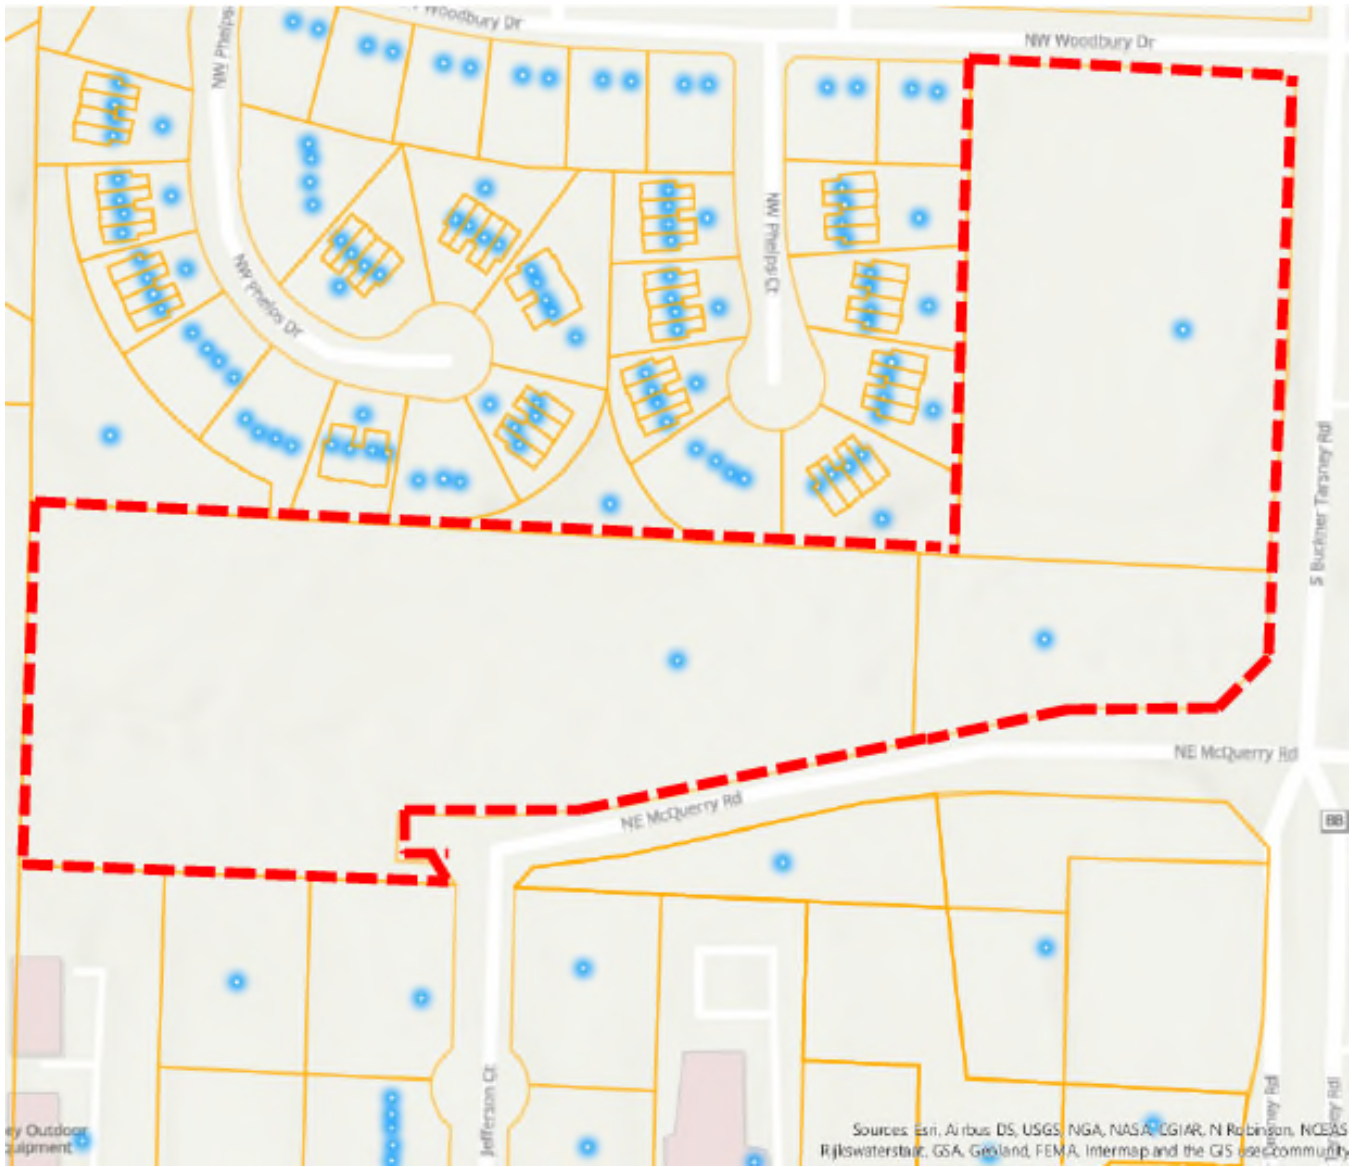 Woodbury Dr
NW Woodbury Dr
NW Phelps
NW Phelps Ct
NW Phelps Dr
S Buckner Tarsney Rd
NE McQuerry Rd
NE McQuerry Rd
BB
Jefferson Ct
ey Outdoor
quipment
Sources: Esri, Airbus DS, USGS, NGA, NASA, CGIAR, N Robinson, NCEAS
Rijkswaterstaat, GSA, Geoland, FEMA, Intermap and the GIS user community